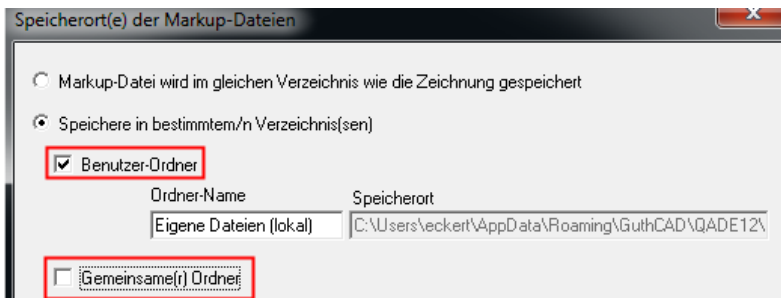 Speicherort(e) der Markup-Dateien
Markup-Datei wird im gleichen Verzeichnis wie die Zeichnung gespeichert
Speichere in bestimmtem/n Verzeichnis(sen)
Benutzer-Ordner
Ordner-Name Speicherort
Eigene Dateien (lokal) C:\Users\eckert\AppData\Roaming\GuthCAD\QADE12\
Gemeinsame(r) Ordner